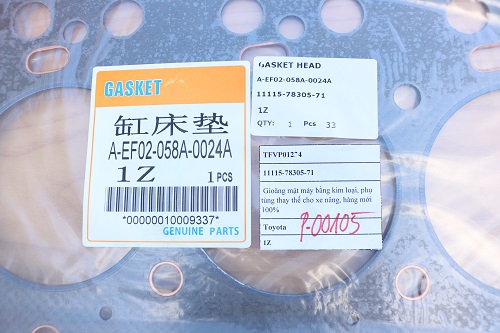 GASKET
缸床垫
A-EF02-058A-0024A
1Z 1 PCS
*00000010009337*
GENUINE PARTS
GASKET HEAD
A-EF02-058A-0024A
11115-78305-71
1Z
QTY: 1 Pcs 33
TFVP01274
11115-78305-71
Gioăng mặt máy bằng kim loại, phụ
tùng thay thế cho xe nâng, hàng mới
100%
Toyota
P-00105
1Z